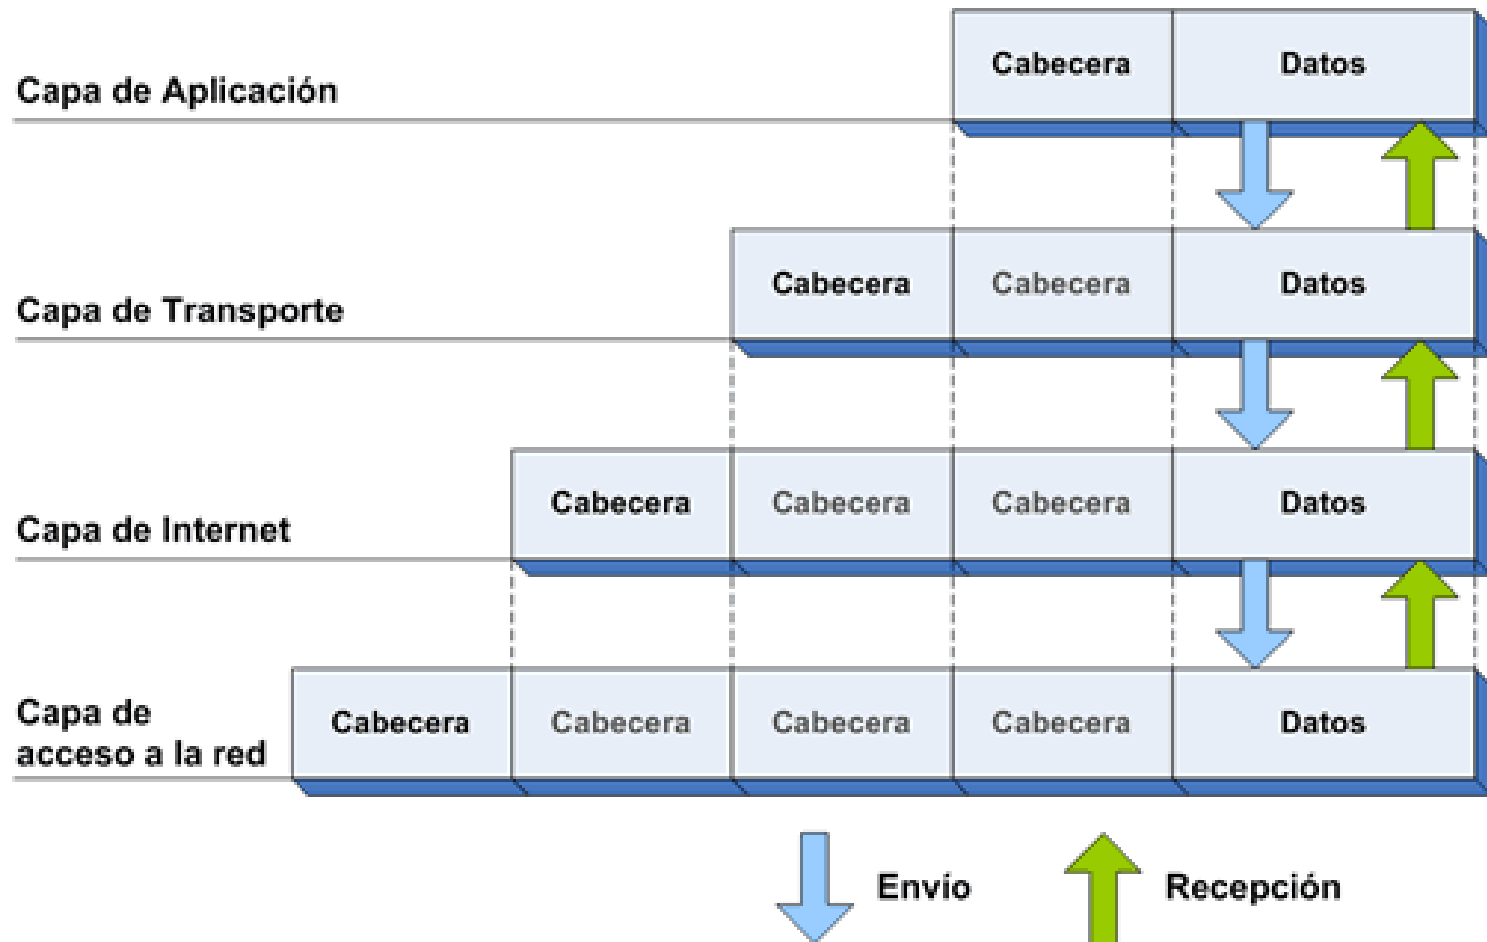 Cabecera Datos
Capa de Aplicación
Cabecera Cabecera Datos
Capa de Transporte
Cabecera Cabecera Cabecera Datos
Capa de Internet
Capa de
acceso a la red
Cabecera Cabecera Cabecera Cabecera Datos
Envío Recepción